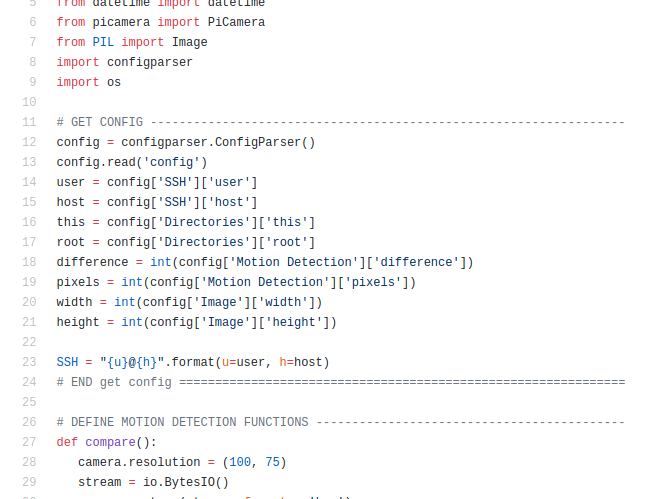 5 from datetime import datetime
6 from picamera import PiCamera
7 from PIL import Image
8 import configparser
9 import os
10
11 # GET CONFIG ------------------------------------------------------------------
12 config = configparser.ConfigParser()
13 config.read('config')
14 user = config['SSH']['user']
15 host = config['SSH']['host']
16 this = config['Directories']['this']
17 root = config['Directories']['root']
18 difference = int(config['Motion Detection']['difference'])
19 pixels = int(config['Motion Detection']['pixels'])
20 width = int(config['Image']['width'])
21 height = int(config['Image']['height'])
22
23 SSH = "{u}@{h}".format(u=user, h=host)
24 # END get config ==============================================================
25
26 # DEFINE MOTION DETECTION FUNCTIONS -------------------------------------------
27 def compare():
28 camera.resolution = (100, 75)
29 stream = io.BytesIO()